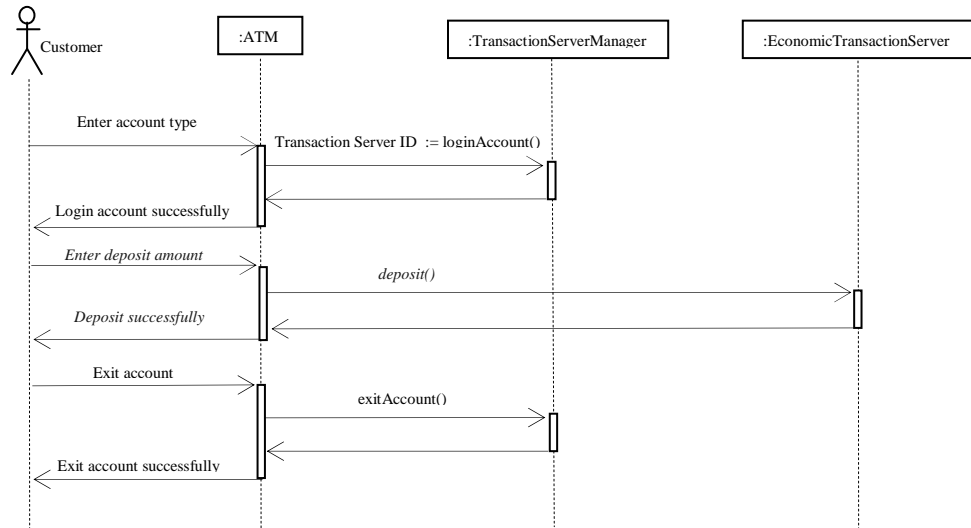 Customer
:ATM
:TransactionServerManager
:EconomicTransactionServer
Enter account type
Transaction Server ID := loginAccount()
Login account successfully
Enter deposit amount
deposit()
Deposit successfully
Exit account
exitAccount()
Exit account successfully